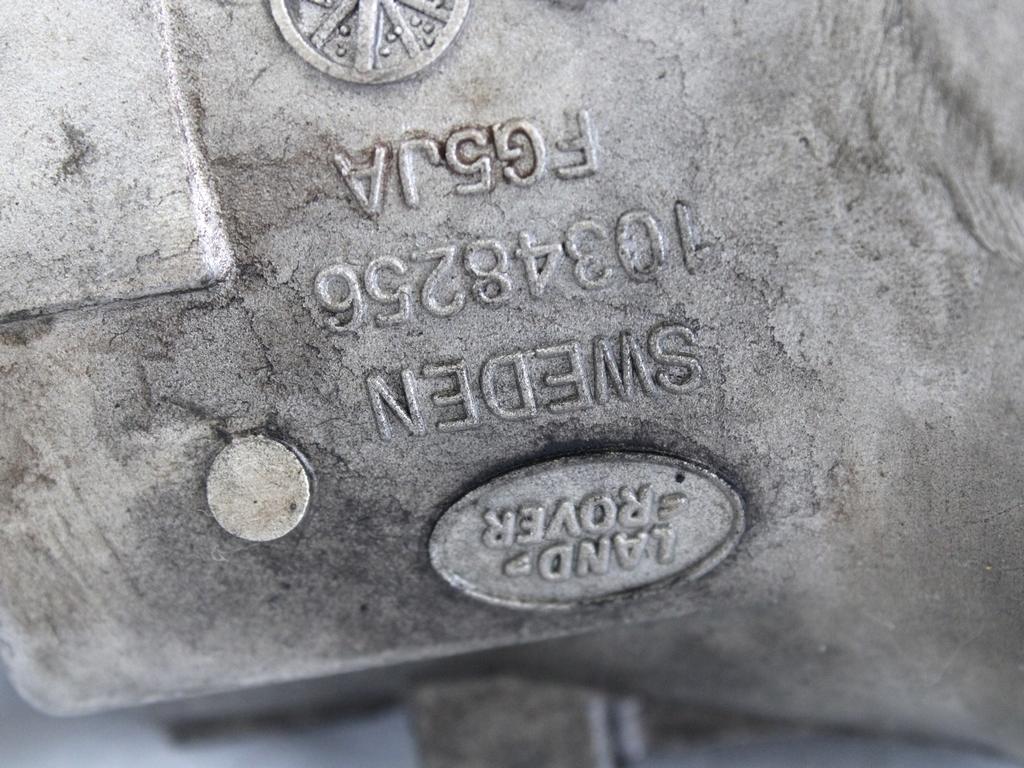 LAND-
-ROVER
SWEDEN
10348256
FG5JA